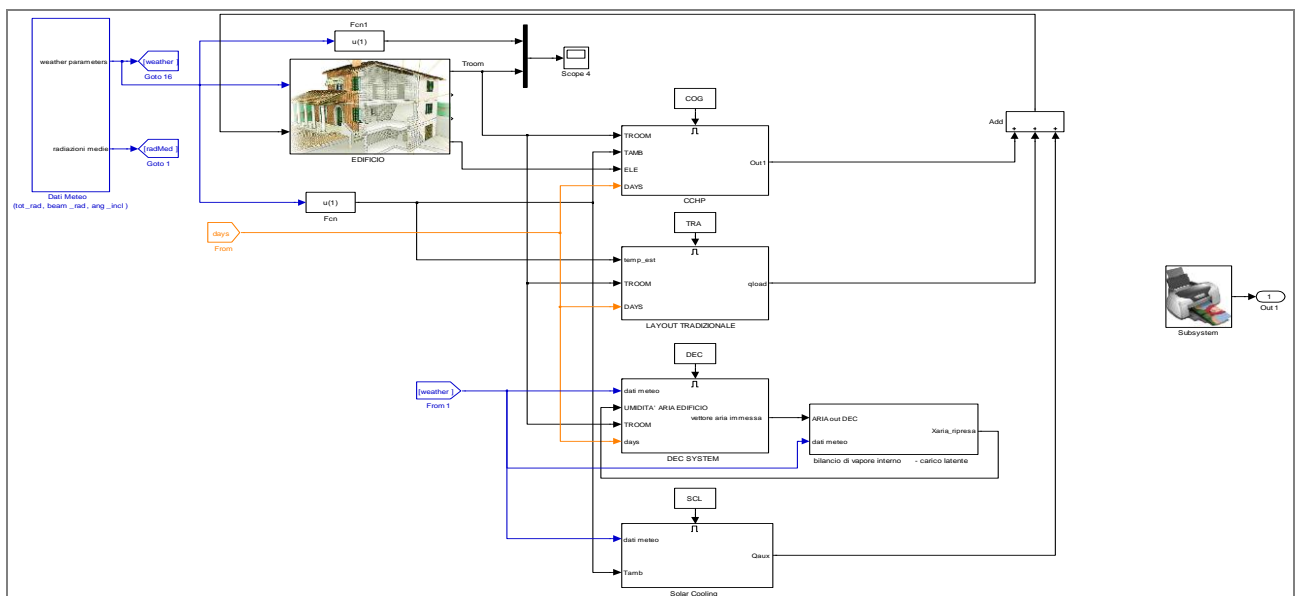 weather parameters
radiazioni medie
Dati Meteo
(tot_rad, beam _rad, ang _incl )
[weather ]
Goto 16
[radMed ]
Goto 1
Fcn1
u(1)
Troom
Scope 4
EDIFICIO
u(1)
Fcn
days
From
COG
TROOM
TAMB
ELE
DAYS
Out1
CCHP
Add
+ + +
TRA
temp_est
TROOM
DAYS
qload
LAYOUT TRADIZIONALE
1
Out 1
Subsystem
DEC
[weather ]
From 1
dati meteo
UMIDITA' ARIA EDIFICIO
TROOM
days
vettore aria immessa
DEC SYSTEM
ARIA out DEC
dati meteo
Xaria_ripresa
bilancio di vapore interno - carico latente
SCL
dati meteo
Tamb
Qaux
Solar Cooling